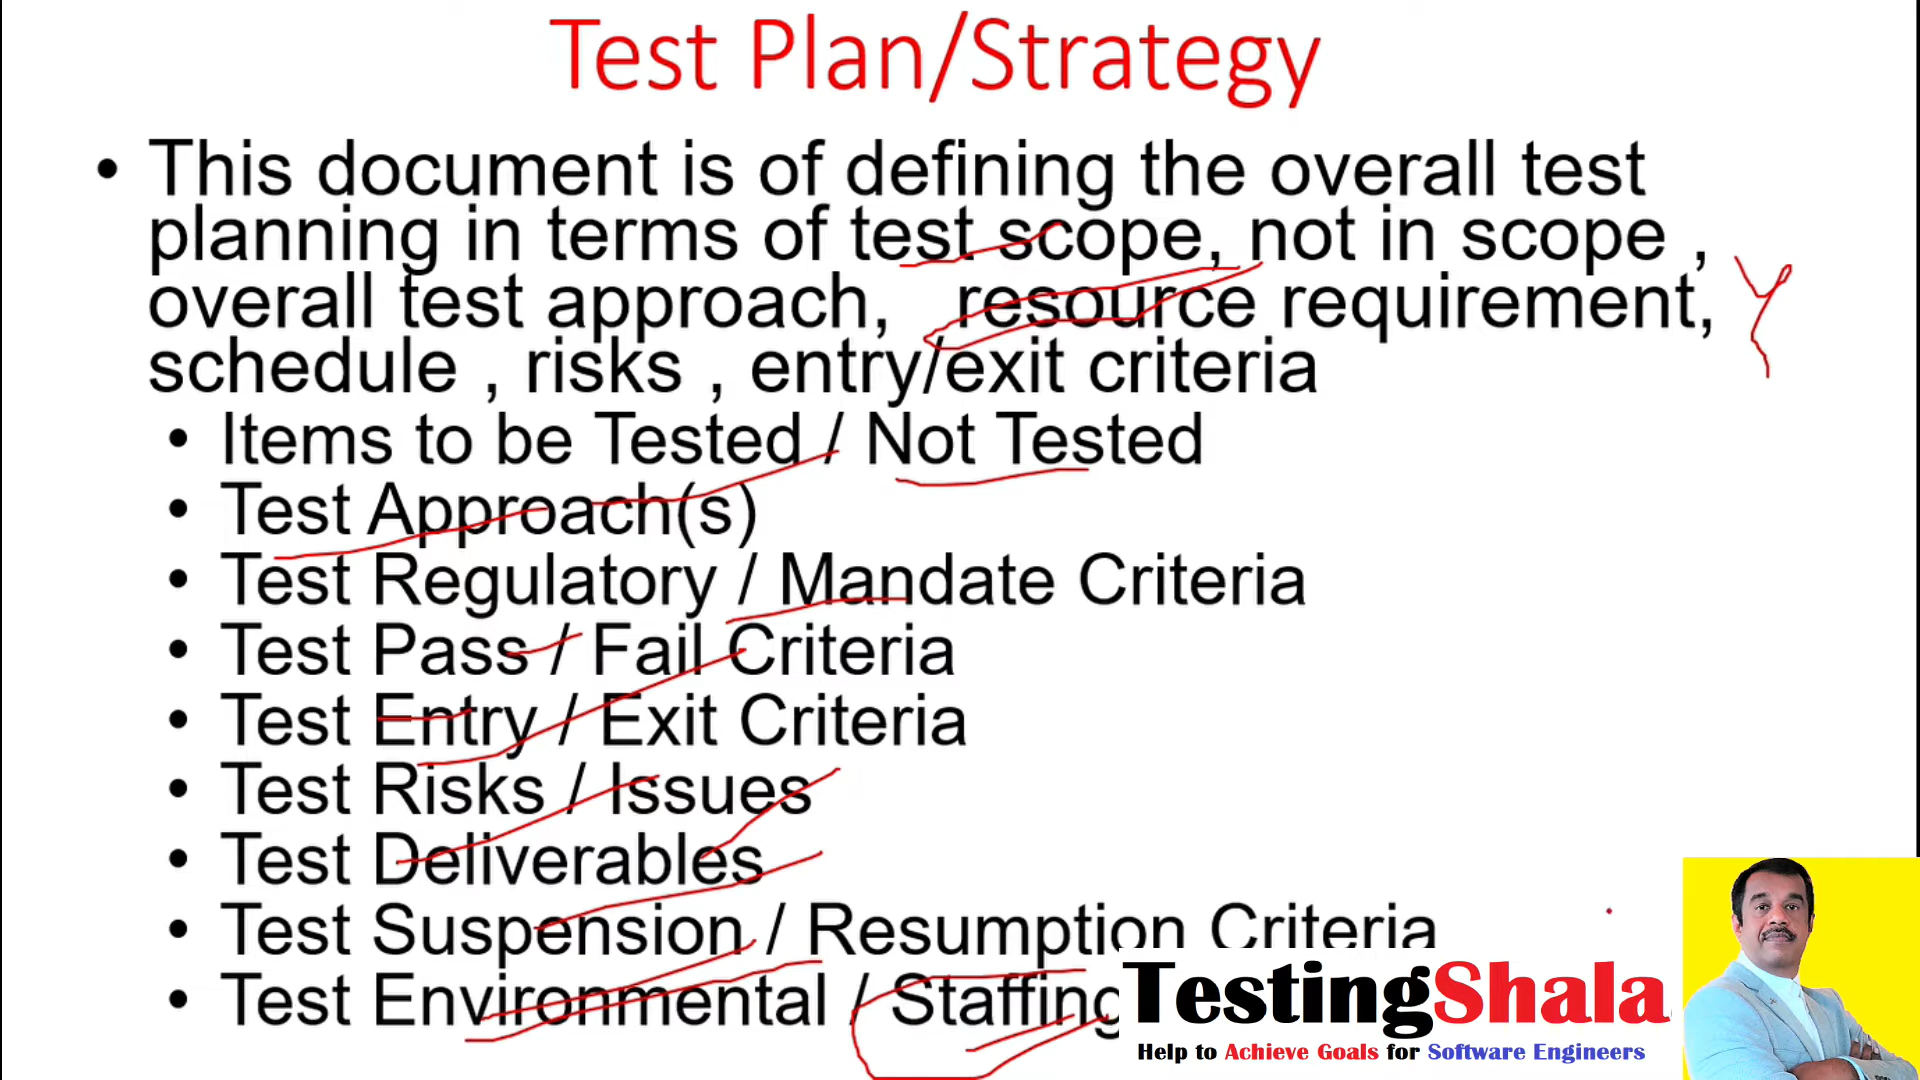 Test Plan/Strategy
• This document is of defining the overall test
planning in terms of test scope, not in scope ,
overall test approach, resource requirement,
schedule , risks , entry/exit criteria
• Items to be Tested / Not Tested
• Test Approach(s)
• Test Regulatory / Mandate Criteria
• Test Pass / Fail Criteria
• Test Entry / Exit Criteria
• Test Risks / Issues
• Test Deliverables
• Test Suspension / Resumption Criteria
• Test Environmental / Staffing
TestingShala
Help to Achieve Goals for Software Engineers